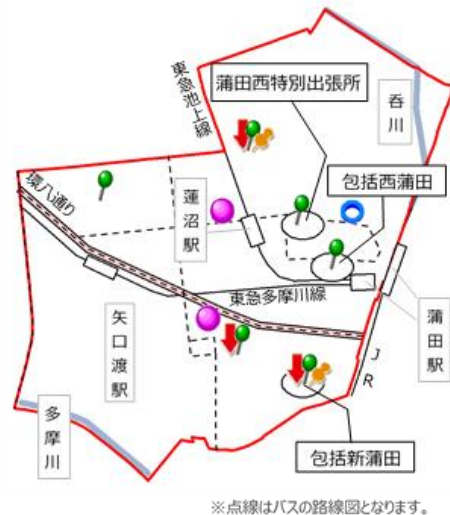 東急池上線
蒲田西特別出張所
呑川
包括西蒲田
環八通り
蓮沼駅
東急多摩川線
蒲田駅
矢口渡駅
JR
多摩川
包括新蒲田
※点線はバスの路線図となります。